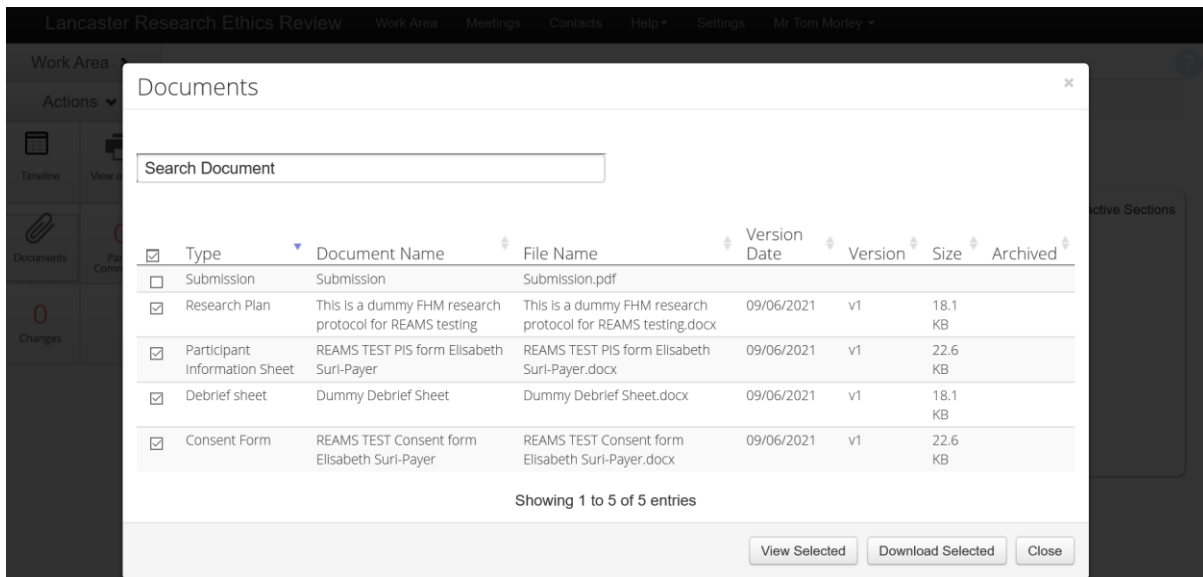 Lancaster Research Ethics Review Work Area Meetings Contacts Help Settings Mr Tom Morley
Work Area
Actions
Timeline
View a
Documents
0
0
Changes
ctive Sections
Documents ×
Search Document
Type Document Name File Name Version Date Version Size Archived
Submission Submission Submission.pdf
Research Plan This is a dummy FHM research This is a dummy FHM research 09/06/2021 v1 18.1
protocol for REAMS testing protocol for REAMS testing.docx KB
Participant REAMS TEST PIS form Elisabeth REAMS TEST PIS form Elisabeth 09/06/2021 v1 22.6
Information Sheet Suri-Payer Suri-Payer.docx KB
Debrief sheet Dummy Debrief Sheet Dummy Debrief Sheet.docx 09/06/2021 v1 18.1
KB
Consent Form REAMS TEST Consent form REAMS TEST Consent form 09/06/2021 v1 22.6
Elisabeth Suri-Payer Elisabeth Suri-Payer.docx KB
Showing 1 to 5 of 5 entries
View Selected Download Selected Close